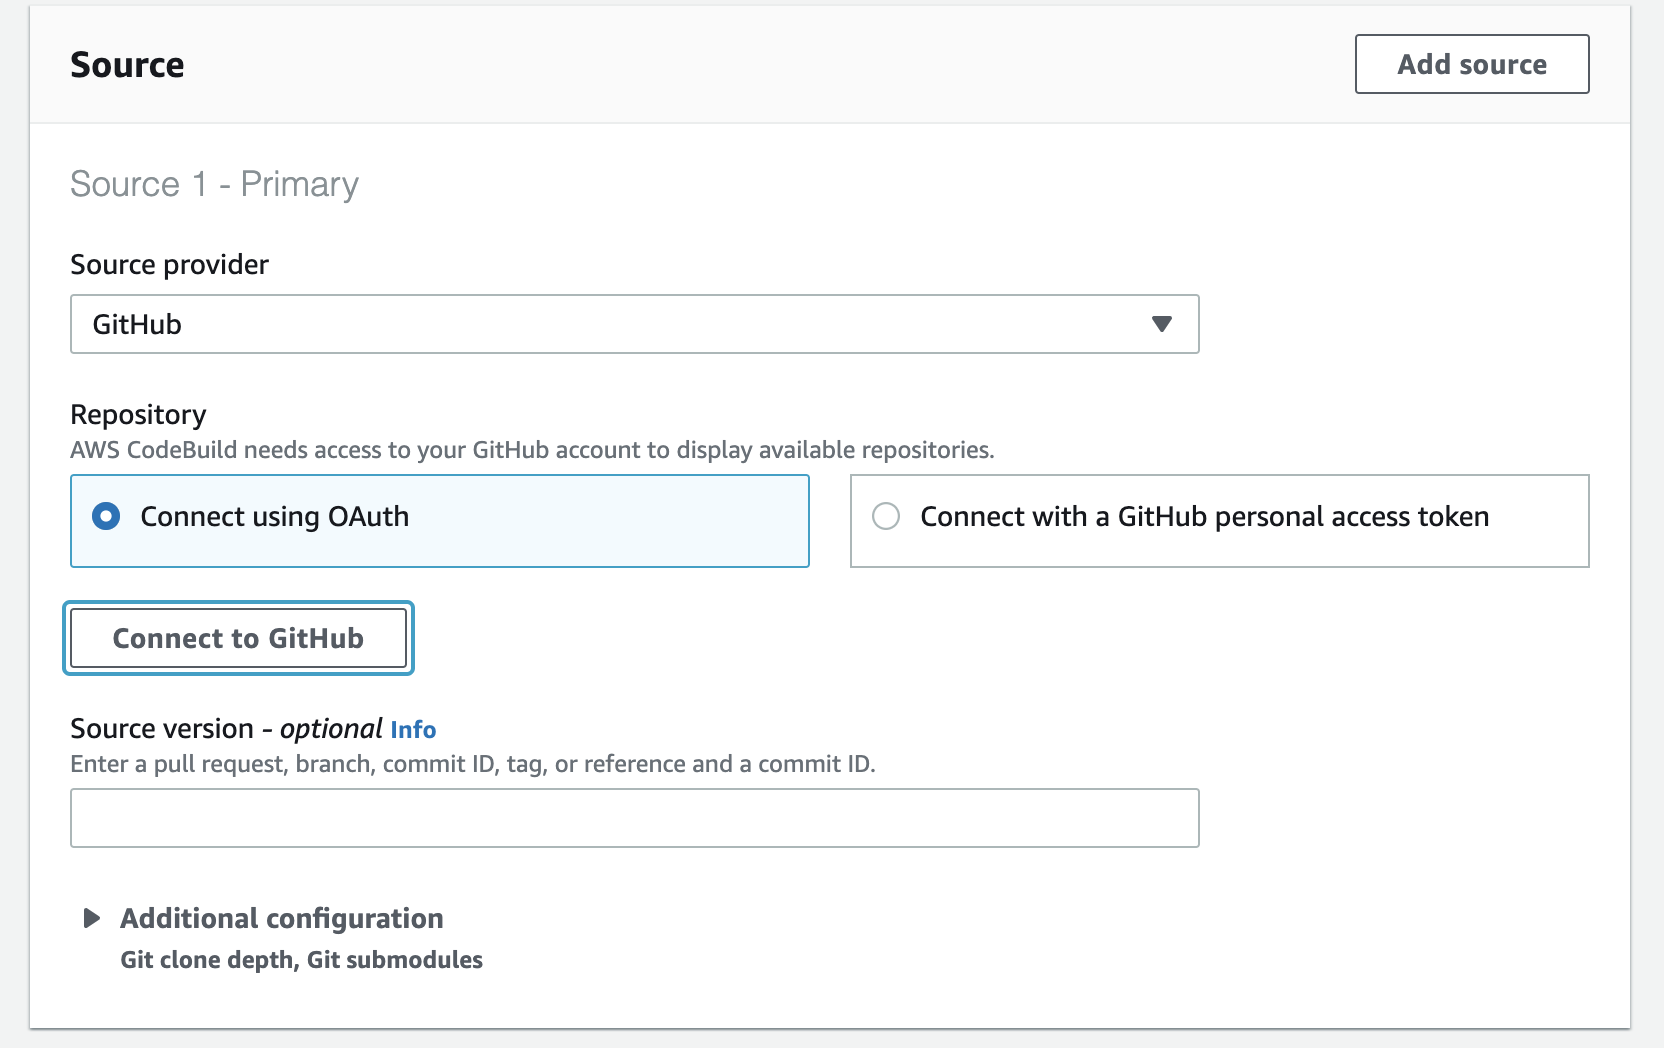 Source
Add source
Source 1 - Primary
Source provider
GitHub
Repository
AWS CodeBuild needs access to your GitHub account to display available repositories.
Connect using OAuth
Connect with a GitHub personal access token
Connect to GitHub
Source version - optional Info
Enter a pull request, branch, commit ID, tag, or reference and a commit ID.
Additional configuration
Git clone depth, Git submodules